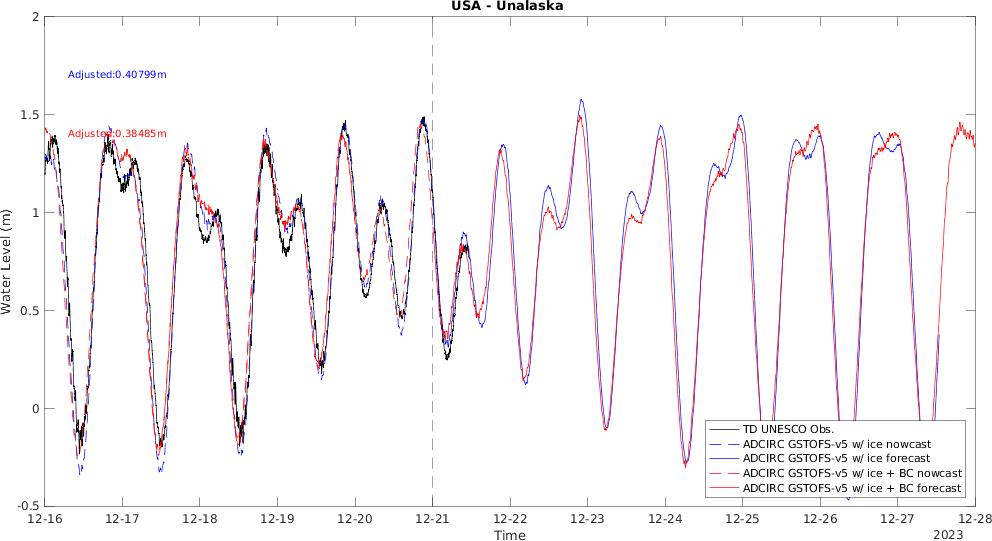 USA - Unalaska
2
1.5
1
0.5
0
-0.5
Water Level (m)
Adjusted:0.40799m
Adjusted:0.38485m
TD UNESCO Obs.
ADCIRC GSTOFS-v5 w/ ice nowcast
ADCIRC GSTOFS-v5 w/ ice forecast
ADCIRC GSTOFS-v5 w/ ice + BC nowcast
ADCIRC GSTOFS-v5 w/ ice + BC forecast
12-16 12-17 12-18 12-19 12-20 12-21 12-22 12-23 12-24 12-25 12-26 12-27 12-28
Time
2023